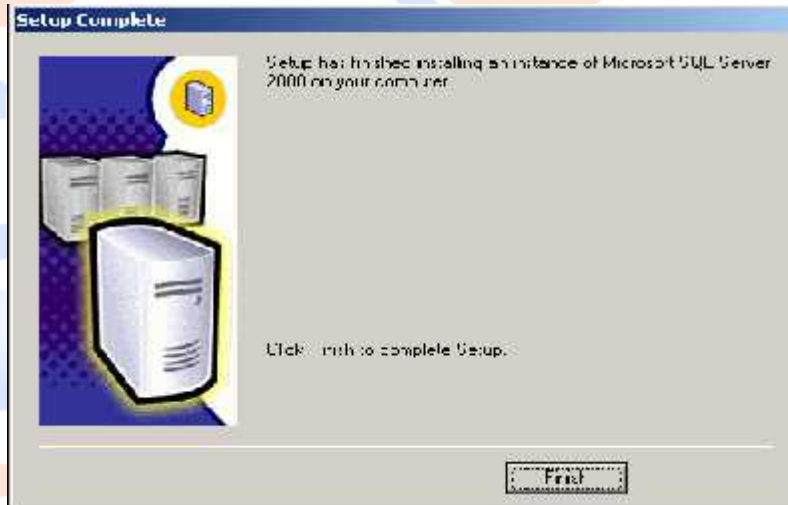 Setup Complete
Setup has finished installing an instance of Microsoft SQL Server
2000 on your computer.
Click Finish to complete Setup.
Finish